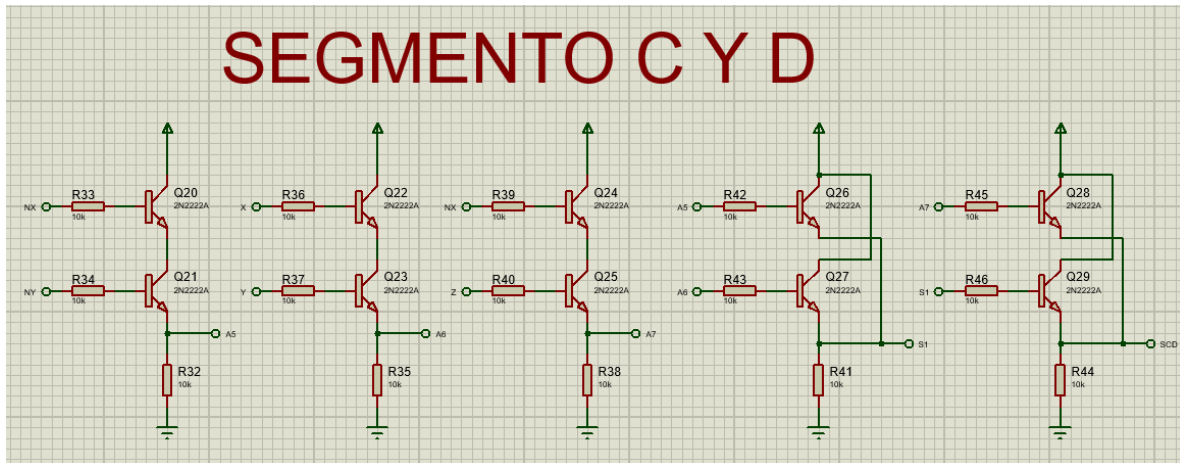 SEGMENTO C Y D
R33 Q20 R36 Q22 R39 Q24 R42 Q26 R45 Q28
NX 10k 2N2222A X 10k 2N2222A NX 10k 2N2222A A5 10k 2N2222A A7 10k 2N2222A
R34 Q21 R37 Q23 R40 Q25 R43 Q27 R46 Q29
NY 10k 2N2222A Y 10k 2N2222A Z 10k 2N2222A A6 10k 2N2222A S1 10k 2N2222A
A5 A6 A7 S1 SCD
R32 R35 R38 R41 R44
10k 10k 10k 10k 10k